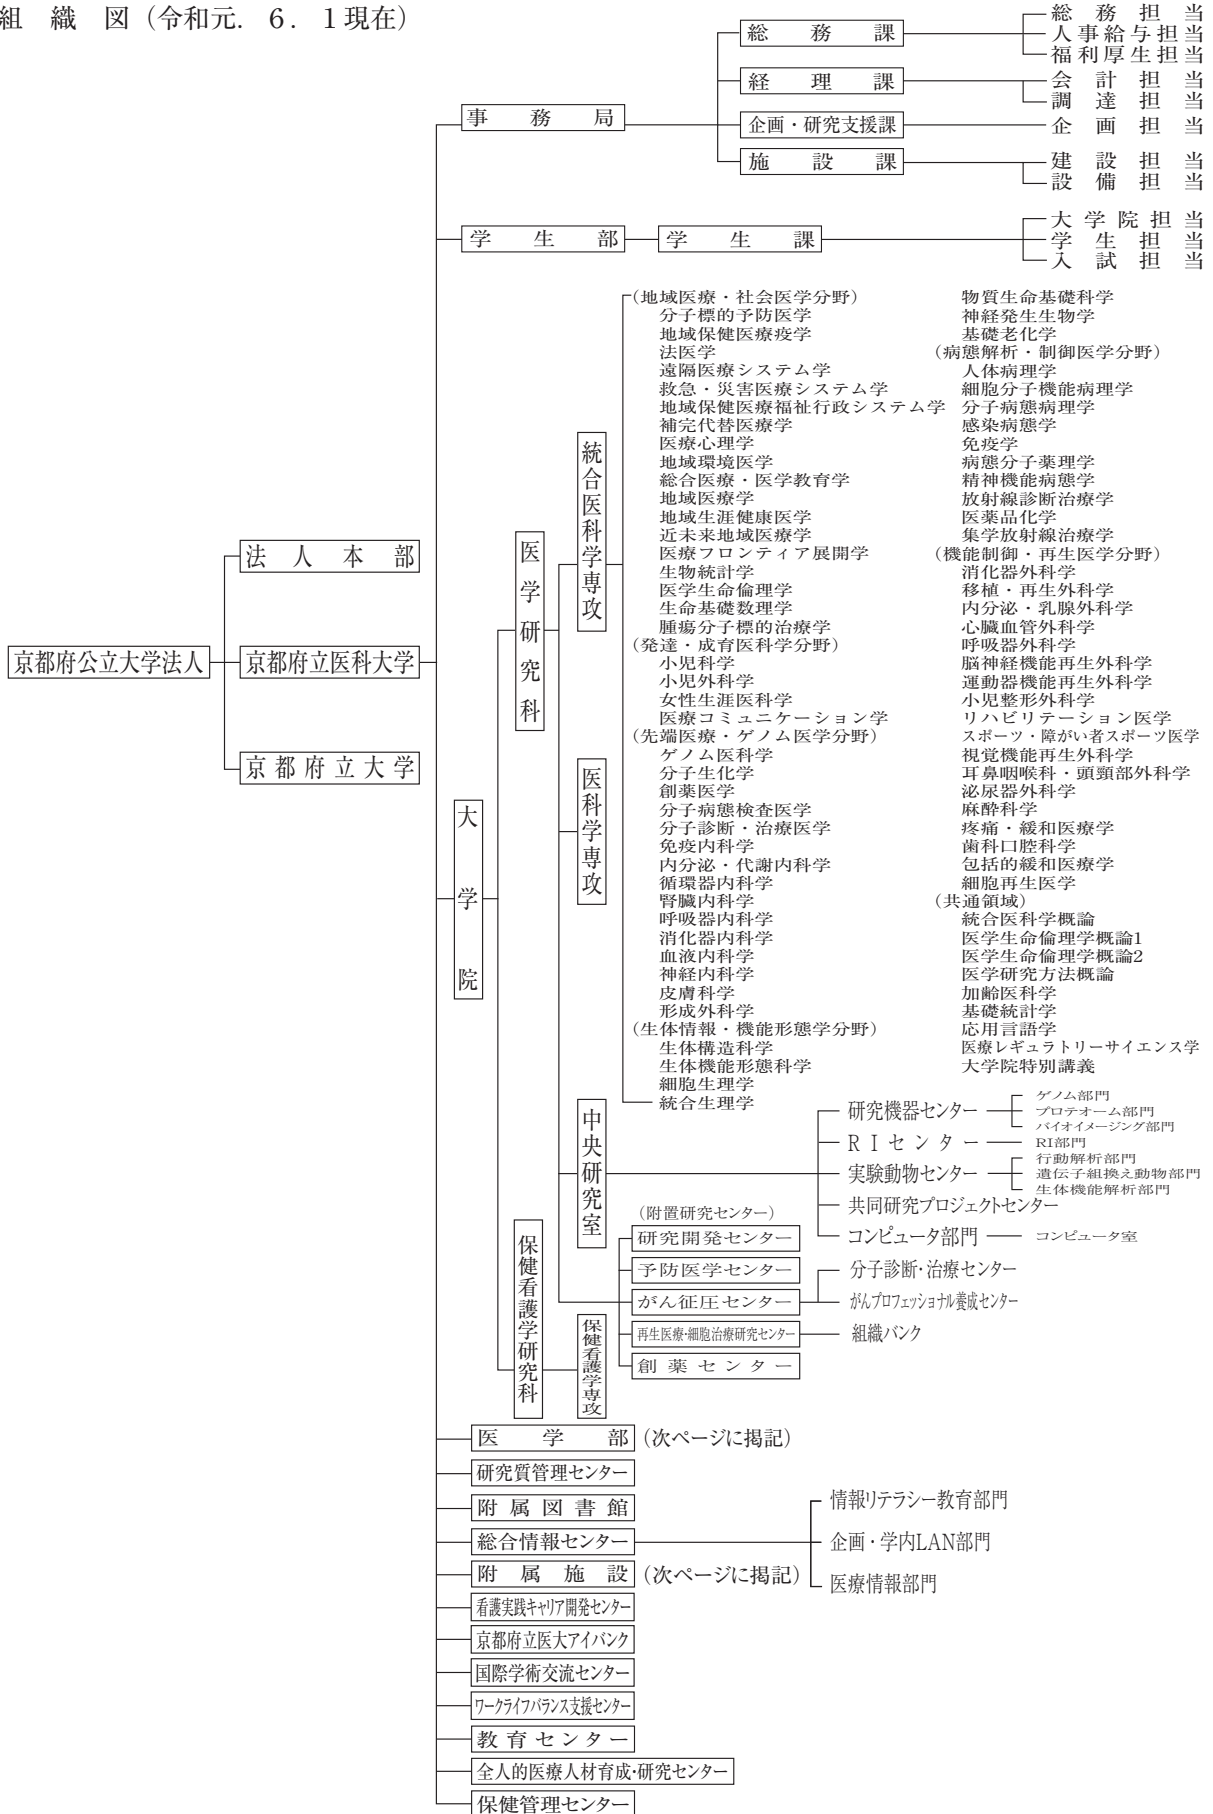 組 織 図（令和元．６．１現在）
総務担当
総務課
人事給与担当
福利厚生担当
経理課
会計担当
調達担当
事務局
企画・研究支援課
企画担当
施設課
建設担当
設備担当
学生部
学生課
大学院担当
学生担当
入試担当
（地域医療・社会医学分野）
分子標的予防医学
地域保健医療疫学
法医学
遠隔医療システム学
救急・災害医療システム学
地域保健医療福祉行政システム学
補完代替医療学
医療心理学
地域環境医学
総合医療・医学教育学
地域医療学
地域生涯健康医学
近未来地域医療学
医療フロンティア展開学
生物統計学
医学生命倫理学
生命基礎数理学
腫瘍分子標的治療学
（発達・成育医科学分野）
小児科学
小児外科学
女性生涯医科学
医療コミュニケーション学
（先端医療・ゲノム医学分野）
ゲノム医科学
分子生化学
創薬医学
分子病態検査医学
分子診断・治療医学
免疫内科学
内分泌・代謝内科学
循環器内科学
腎臓内科学
呼吸器内科学
消化器内科学
血液内科学
神経内科学
皮膚科学
形成外科学
（生体情報・機能形態学分野）
生体構造科学
生体機能形態科学
細胞生理学
統合生理学
物質生命基礎科学
神経発生生物学
基礎老化学
（病態解析・制御医学分野）
人体病理学
細胞分子機能病理学
分子病態病理学
感染病態学
免疫学
病態分子薬理学
精神機能病態学
放射線診断治療学
医薬品化学
集学放射線治療学
（機能制御・再生医学分野）
消化器外科学
移植・再生外科学
内分泌・乳腺外科学
心臓血管外科学
呼吸器外科学
脳神経機能再生外科学
運動器機能再生外科学
小児整形外科学
リハビリテーション医学
スポーツ・障がい者スポーツ医学
視覚機能再生外科学
耳鼻咽喉科・頭頸部外科学
泌尿器外科学
麻酔科学
疼痛・緩和医療学
歯科口腔科学
包括的緩和医療学
細胞再生医学
（共通領域）
統合医科学概論
医学生命倫理学概論1
医学生命倫理学概論2
医学研究方法概論
加齢医科学
基礎統計学
応用言語学
医療レギュラトリーサイエンス学
大学院特別講義
統合医科学専攻
医学研究科
法人本部
京都府公立大学法人
京都府立医科大学
京都府立大学
医科学専攻
大学院
中央研究室
研究機器センター
ゲノム部門
プロテオーム部門
バイオイメージング部門
ＲＩセンター
RI部門
実験動物センター
行動解析部門
遺伝子組換え動物部門
生体機能解析部門
共同研究プロジェクトセンター
コンピュータ部門
コンピュータ室
（附置研究センター）
研究開発センター
予防医学センター
分子診断・治療センター
がん征圧センター
がんプロフェッショナル養成センター
再生医療・細胞治療研究センター
組織バンク
創薬センター
保健看護学研究科
保健看護学専攻
医学部（次ページに掲記）
研究質管理センター
附属図書館
総合情報センター
情報リテラシー教育部門
企画・学内LAN部門
医療情報部門
附属施設（次ページに掲記）
看護実践キャリア開発センター
京都府立医大アイバンク
国際学術交流センター
ワークライフバランス支援センター
教育センター
全人的医療人材育成・研究センター
保健管理センター